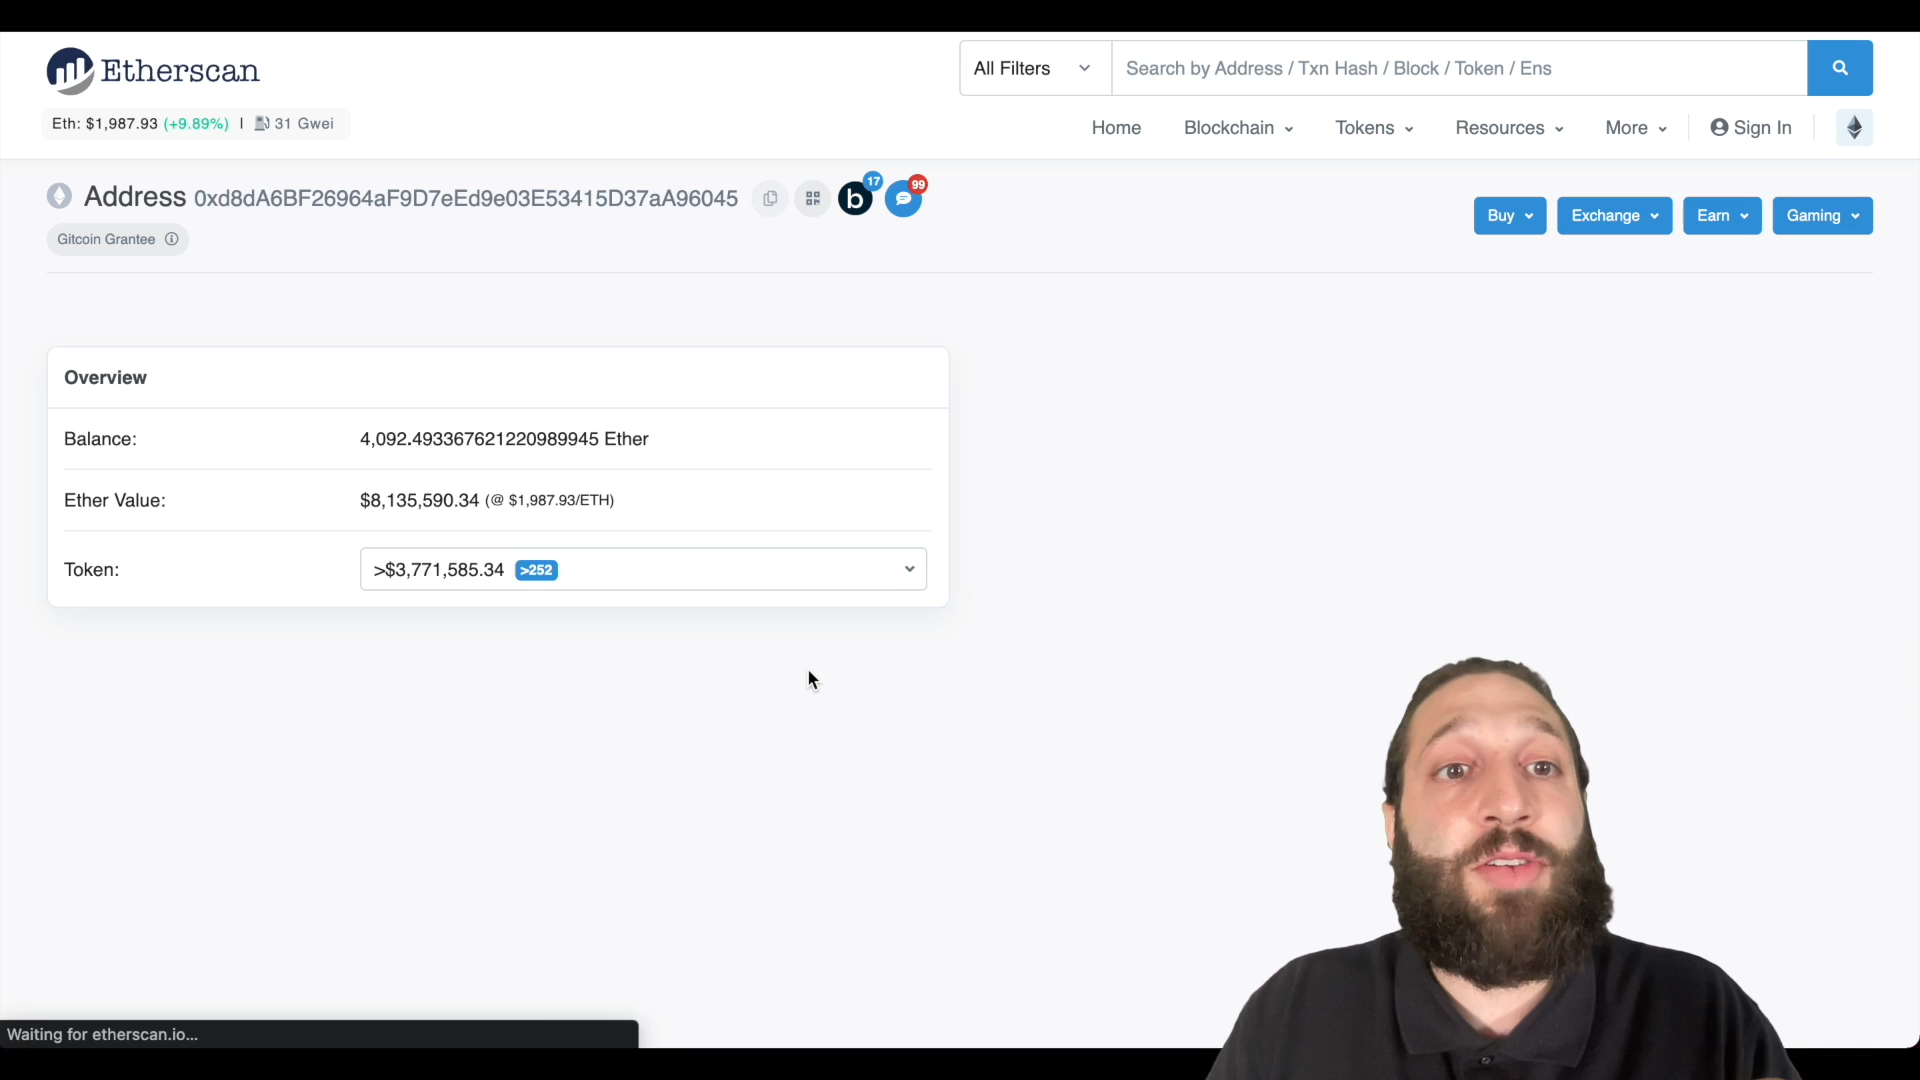 Etherscan
All Filters
Search by Address / Txn Hash / Block / Token / Ens
Eth: $1,987.93 (+9.89%) | 31 Gwei
Home Blockchain Tokens Resources More Sign In
Address 0xd8dA6BF26964aF9D7eEd9e03E53415D37aA96045
b 17 99
Gitcoin Grantee
Buy Exchange Earn Gaming
Overview
Balance: 4,092.493367621220989945 Ether
Ether Value: $8,135,590.34 (@ $1,987.93/ETH)
Token: >$3,771,585.34 >252
Waiting for etherscan.io...